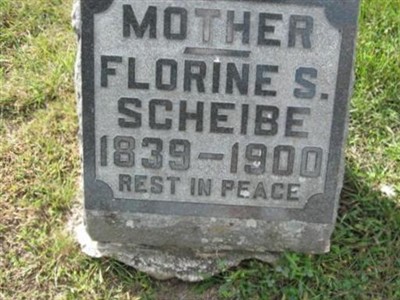 MOTHER
FLORINE S.
SCHEIBE
1839—1900
REST IN PEACE